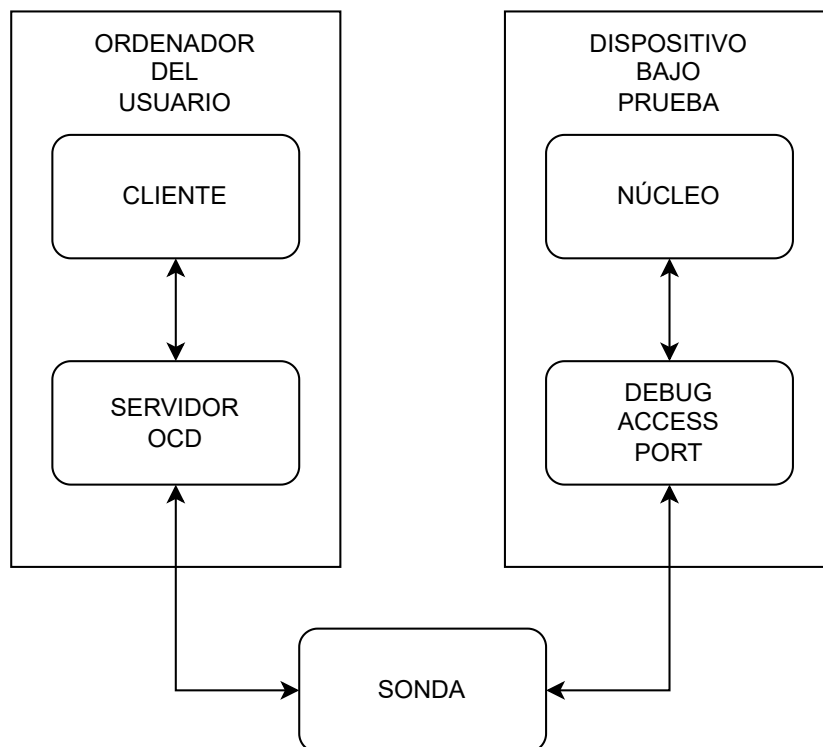 ORDENADOR
DEL
USUARIO
CLIENTE
SERVIDOR
OCD
DISPOSITIVO
BAJO
PRUEBA
NÚCLEO
DEBUG
ACCESS
PORT
SONDA